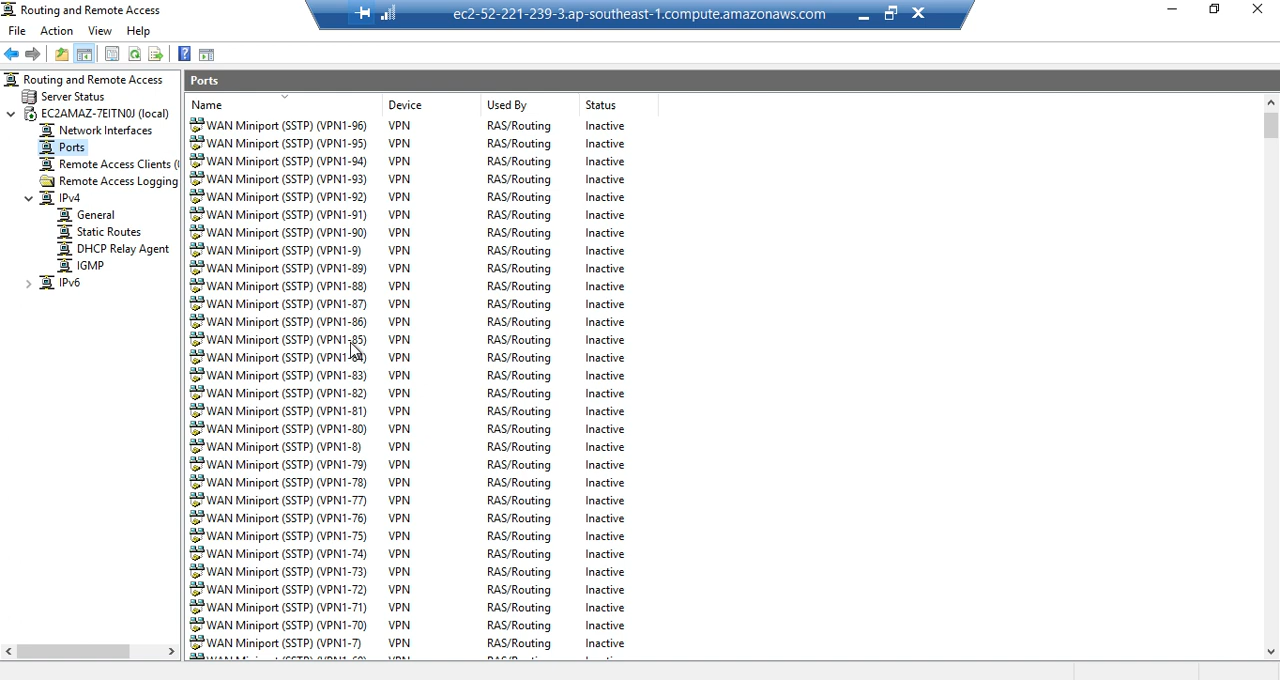 Routing and Remote Access
ec2-52-221-239-3.ap-southeast-1.compute.amazonaws.com
File Action View Help
Routing and Remote Access
Server Status
EC2AMAZ-7EITN0J (local)
Network Interfaces
Ports
Remote Access Clients (
Remote Access Logging
IPv4
General
Static Routes
DHCP Relay Agent
IGMP
IPv6
Ports
Name Device Used By Status
WAN Miniport (SSTP) (VPN1-96) VPN RAS/Routing Inactive
WAN Miniport (SSTP) (VPN1-95) VPN RAS/Routing Inactive
WAN Miniport (SSTP) (VPN1-94) VPN RAS/Routing Inactive
WAN Miniport (SSTP) (VPN1-93) VPN RAS/Routing Inactive
WAN Miniport (SSTP) (VPN1-92) VPN RAS/Routing Inactive
WAN Miniport (SSTP) (VPN1-91) VPN RAS/Routing Inactive
WAN Miniport (SSTP) (VPN1-90) VPN RAS/Routing Inactive
WAN Miniport (SSTP) (VPN1-9) VPN RAS/Routing Inactive
WAN Miniport (SSTP) (VPN1-89) VPN RAS/Routing Inactive
WAN Miniport (SSTP) (VPN1-88) VPN RAS/Routing Inactive
WAN Miniport (SSTP) (VPN1-87) VPN RAS/Routing Inactive
WAN Miniport (SSTP) (VPN1-86) VPN RAS/Routing Inactive
WAN Miniport (SSTP) (VPN1-85) VPN RAS/Routing Inactive
WAN Miniport (SSTP) (VPN1-84) VPN RAS/Routing Inactive
WAN Miniport (SSTP) (VPN1-83) VPN RAS/Routing Inactive
WAN Miniport (SSTP) (VPN1-82) VPN RAS/Routing Inactive
WAN Miniport (SSTP) (VPN1-81) VPN RAS/Routing Inactive
WAN Miniport (SSTP) (VPN1-80) VPN RAS/Routing Inactive
WAN Miniport (SSTP) (VPN1-8) VPN RAS/Routing Inactive
WAN Miniport (SSTP) (VPN1-79) VPN RAS/Routing Inactive
WAN Miniport (SSTP) (VPN1-78) VPN RAS/Routing Inactive
WAN Miniport (SSTP) (VPN1-77) VPN RAS/Routing Inactive
WAN Miniport (SSTP) (VPN1-76) VPN RAS/Routing Inactive
WAN Miniport (SSTP) (VPN1-75) VPN RAS/Routing Inactive
WAN Miniport (SSTP) (VPN1-74) VPN RAS/Routing Inactive
WAN Miniport (SSTP) (VPN1-73) VPN RAS/Routing Inactive
WAN Miniport (SSTP) (VPN1-72) VPN RAS/Routing Inactive
WAN Miniport (SSTP) (VPN1-71) VPN RAS/Routing Inactive
WAN Miniport (SSTP) (VPN1-70) VPN RAS/Routing Inactive
WAN Miniport (SSTP) (VPN1-7) VPN RAS/Routing Inactive